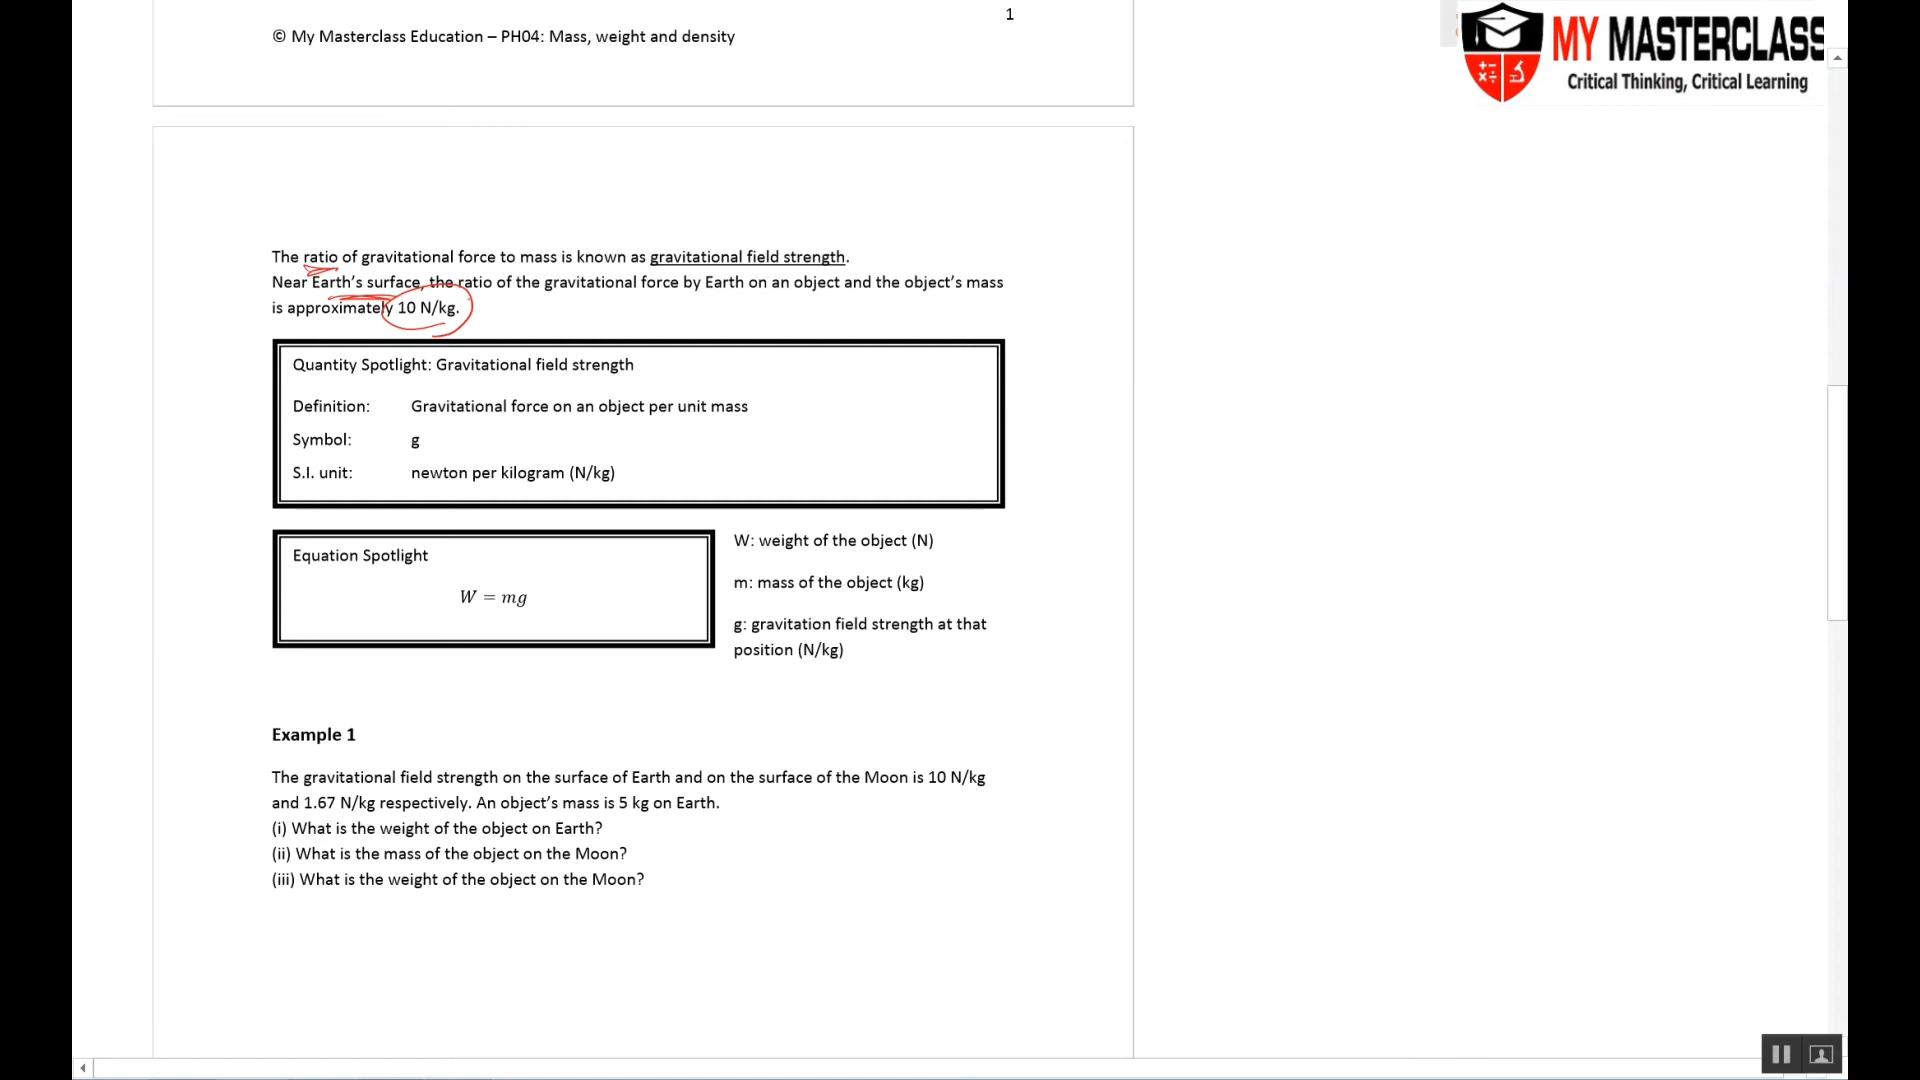 1
© My Masterclass Education – PH04: Mass, weight and density
MY MASTERCLASS
Critical Thinking, Critical Learning
The ratio of gravitational force to mass is known as gravitational field strength.
Near Earth’s surface, the ratio of the gravitational force by Earth on an object and the object’s mass
is approximately 10 N/kg.
Quantity Spotlight: Gravitational field strength
Definition: Gravitational force on an object per unit mass
Symbol: g
S.I. unit: newton per kilogram (N/kg)
Equation Spotlight
W = mg
W: weight of the object (N)
m: mass of the object (kg)
g: gravitation field strength at that
position (N/kg)
Example 1
The gravitational field strength on the surface of Earth and on the surface of the Moon is 10 N/kg
and 1.67 N/kg respectively. An object’s mass is 5 kg on Earth.
(i) What is the weight of the object on Earth?
(ii) What is the mass of the object on the Moon?
(iii) What is the weight of the object on the Moon?